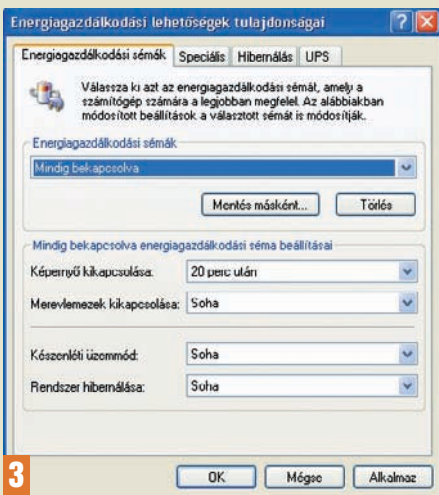 Energiagazdálkodási lehetőségek tulajdonságai
Energiagazdálkodási sémák Speciális Hibernálás UPS
Válassza ki azt az energiagazdálkodási sémát, amely a
számítógép számára a legjobban megfelel. Az alábbiakban
módosított beállítások a választott sémát is módosítják.
Energiagazdálkodási sémák
Mindig bekapcsolva
Mentés másként... Törlés
Mindig bekapcsolva energiagazdálkodási séma beállításai
Képernyő kikapcsolása: 20 perc után
Merevlemezek kikapcsolása: Soha
Készenléti üzemmód: Soha
Rendszer hibernálása: Soha
3
OK Mégse Alkalmaz